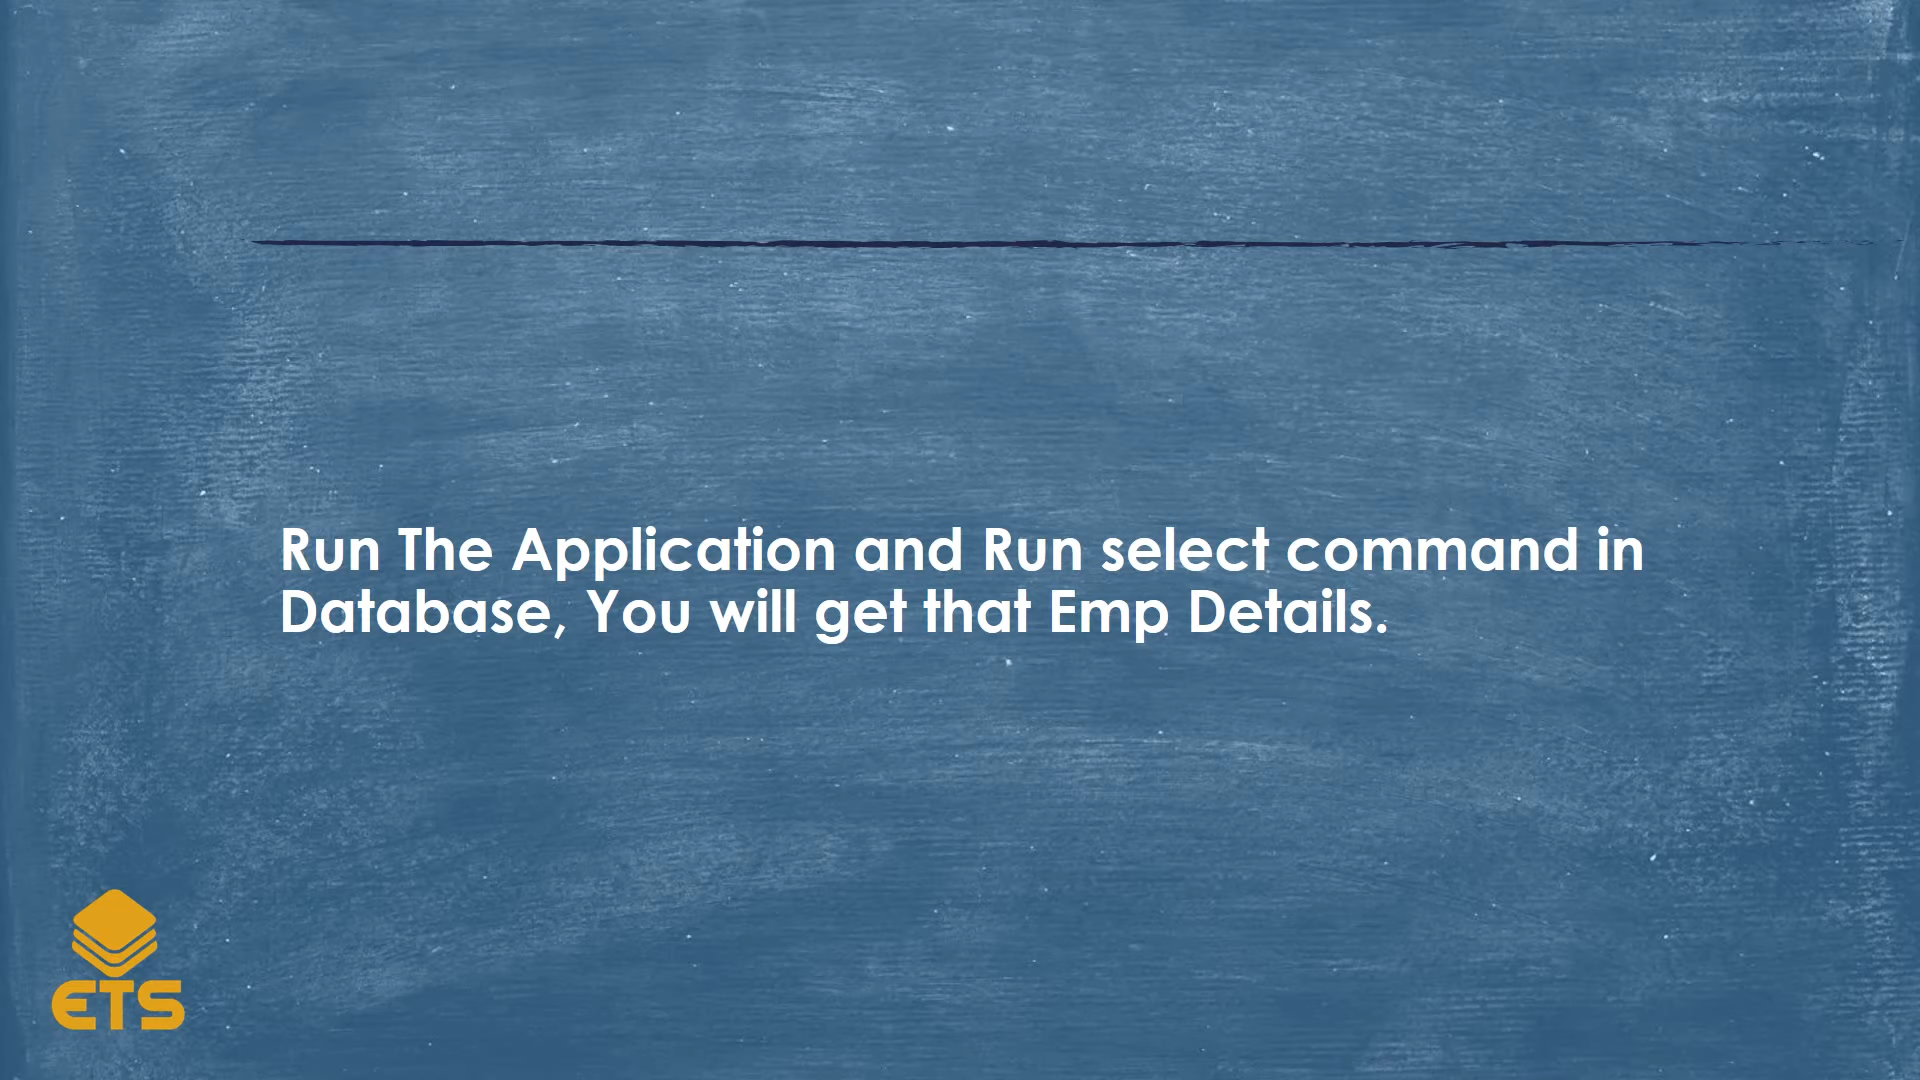 Run The Application and Run select command in
Database, You will get that Emp Details.
ETS